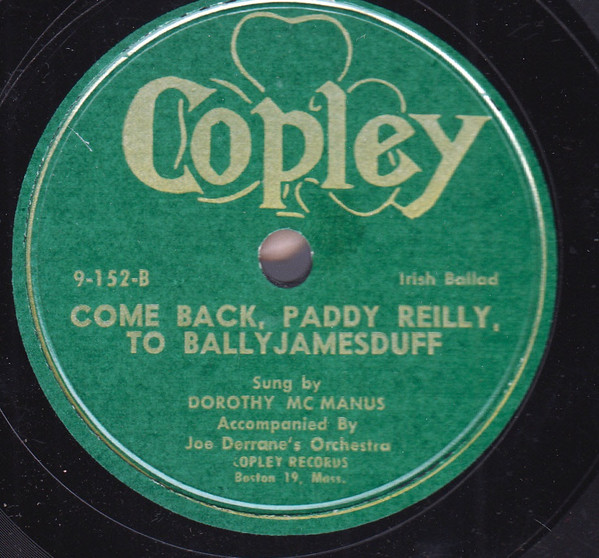 Copley
9-152-B
Irish Ballad
COME BACK, PADDY REILLY,
TO BALLYJAMESDUFF
Sung by
DOROTHY MC MANUS
Accompanied By
Joe Derrane's Orchestra
COPLEY RECORDS
Boston 19, Mass.